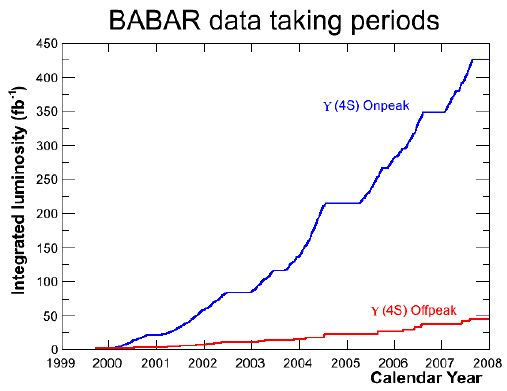 BABAR data taking periods
Integrated luminosity (fb⁻¹)
450
400
350
300
250
200
150
100
50
0
ϒ (4S) Onpeak
ϒ (4S) Offpeak
1999 2000 2001 2002 2003 2004 2005 2006 2007 2008
Calendar Year